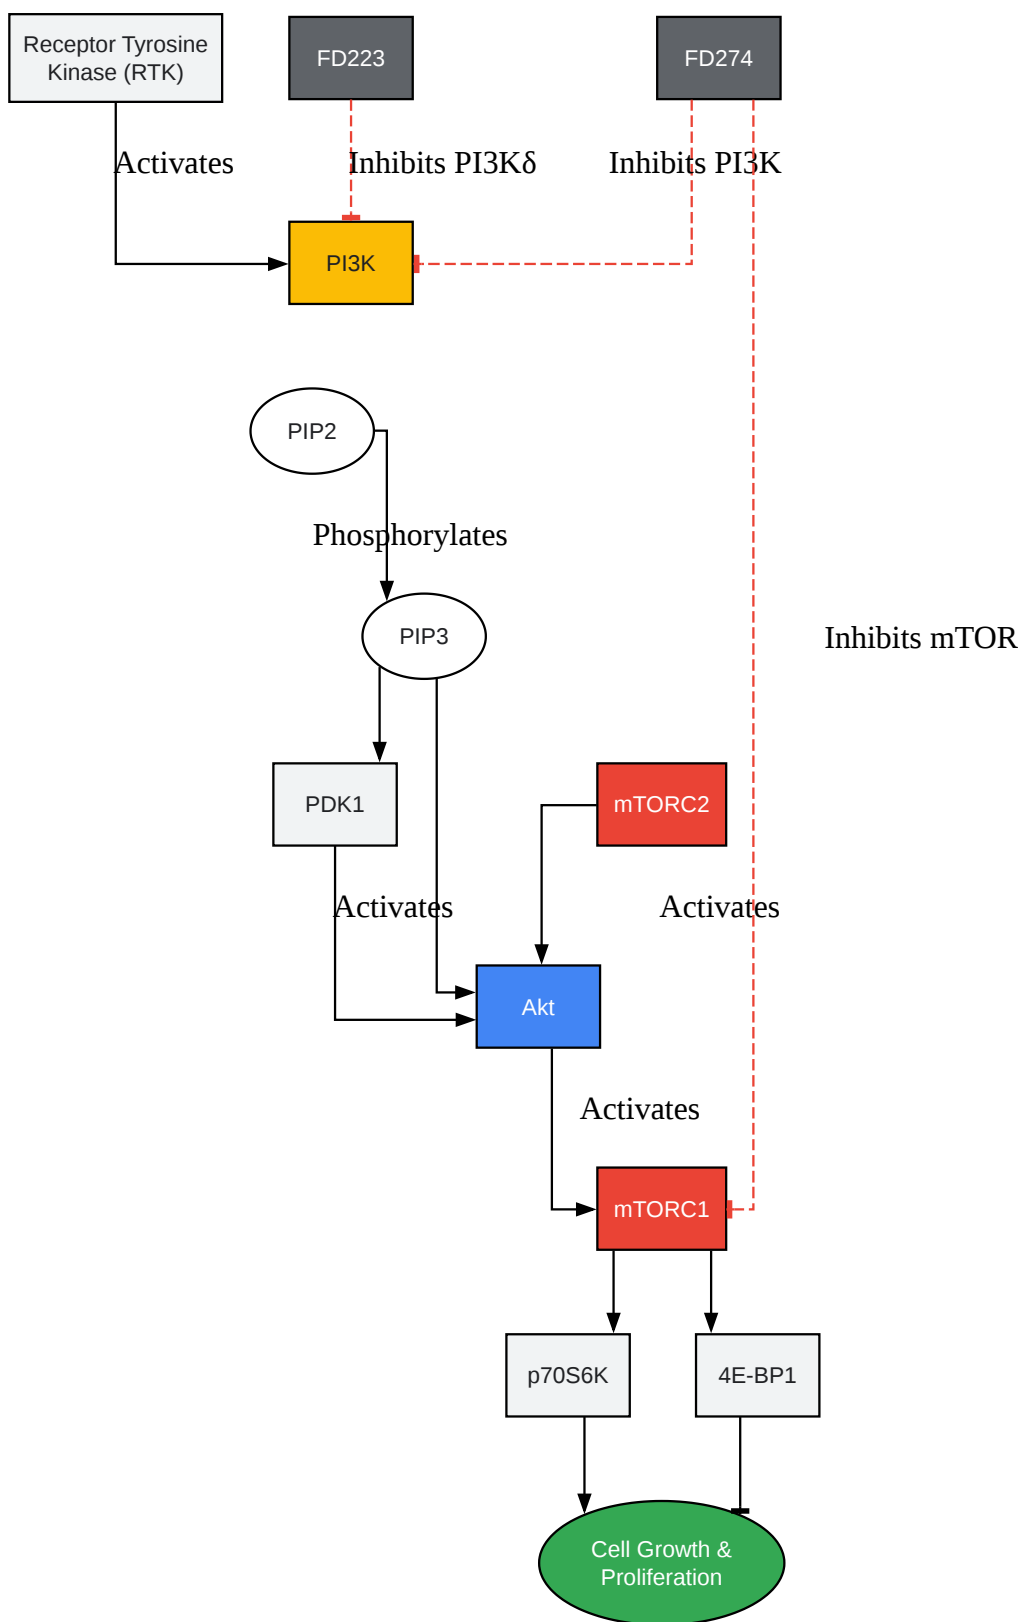 Receptor Tyrosine
Kinase (RTK)
FD223
FD274
Activates
Inhibits PI3Kδ
Inhibits PI3K
PI3K
PIP2
Phosphorylates
PIP3
Inhibits mTOR
PDK1
mTORC2
Activates
Activates
Akt
Activates
mTORC1
p70S6K
4E-BP1
Cell Growth &
Proliferation